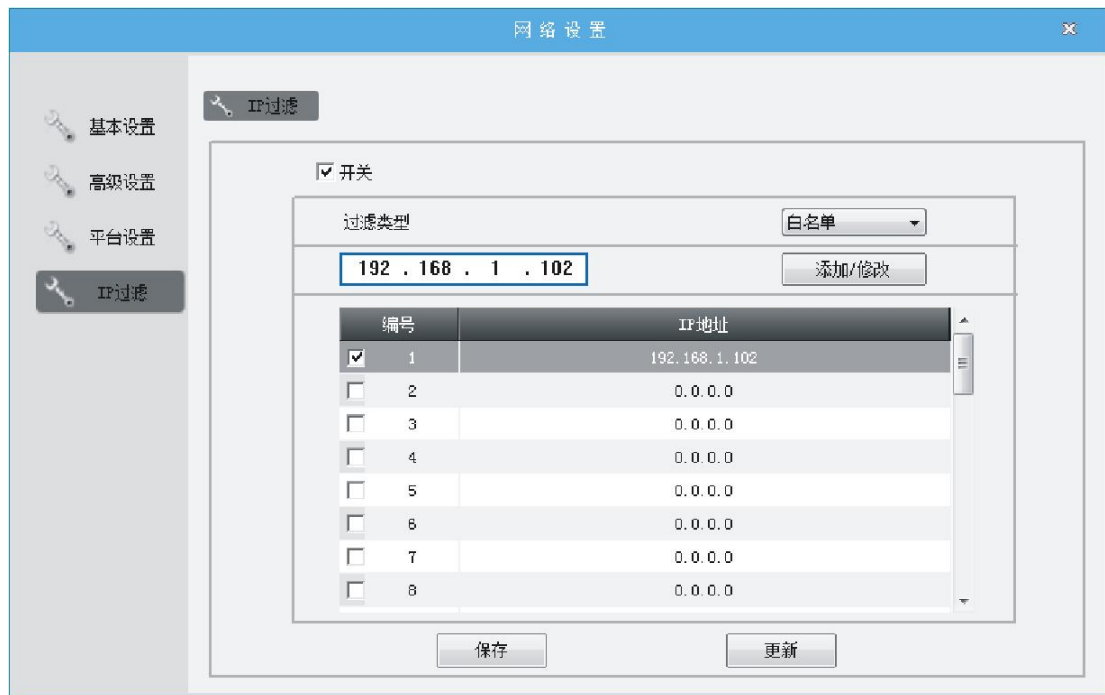 网络设置
基本设置
高级设置
平台设置
IP过滤
IP过滤
开关
过滤类型 白名单
192 . 168 . 1 . 102 添加/修改
编号 IP地址
1 192.168.1.102
2 0.0.0.0
3 0.0.0.0
4 0.0.0.0
5 0.0.0.0
6 0.0.0.0
7 0.0.0.0
8 0.0.0.0
保存 更新